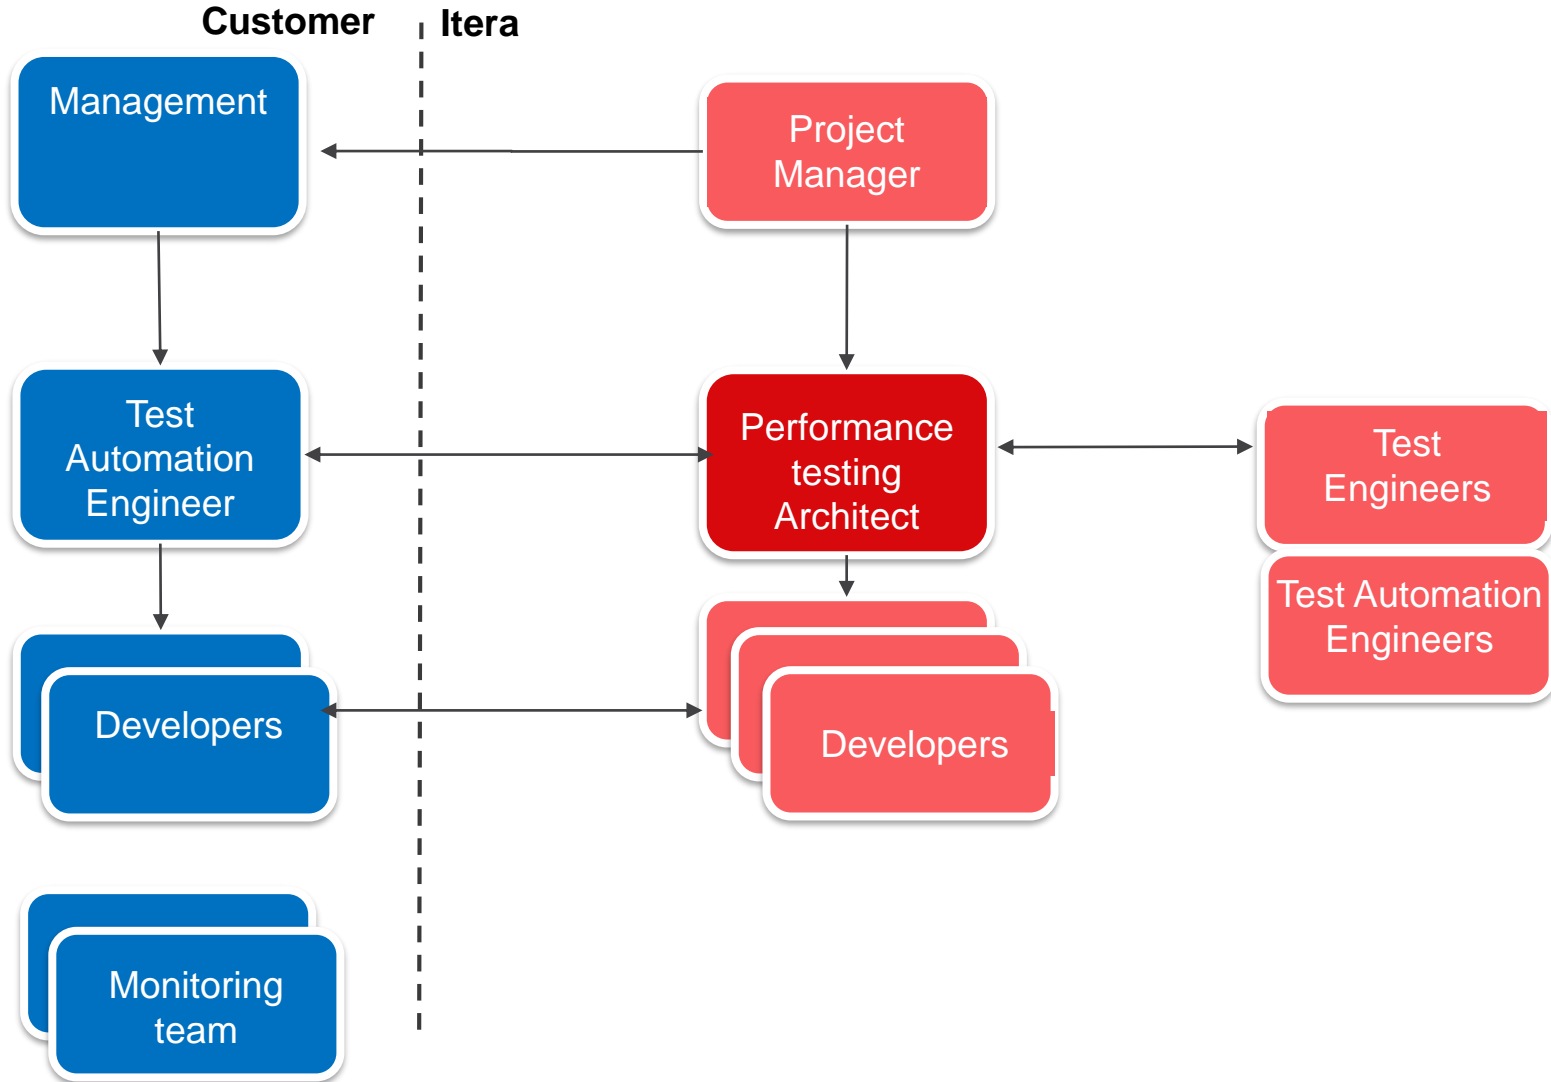 Customer
Itera
Management
Project
Manager
Test
Automation
Engineer
Performance
testing
Architect
Test
Engineers
Test Automation
Engineers
Developers
Developers
Monitoring
team